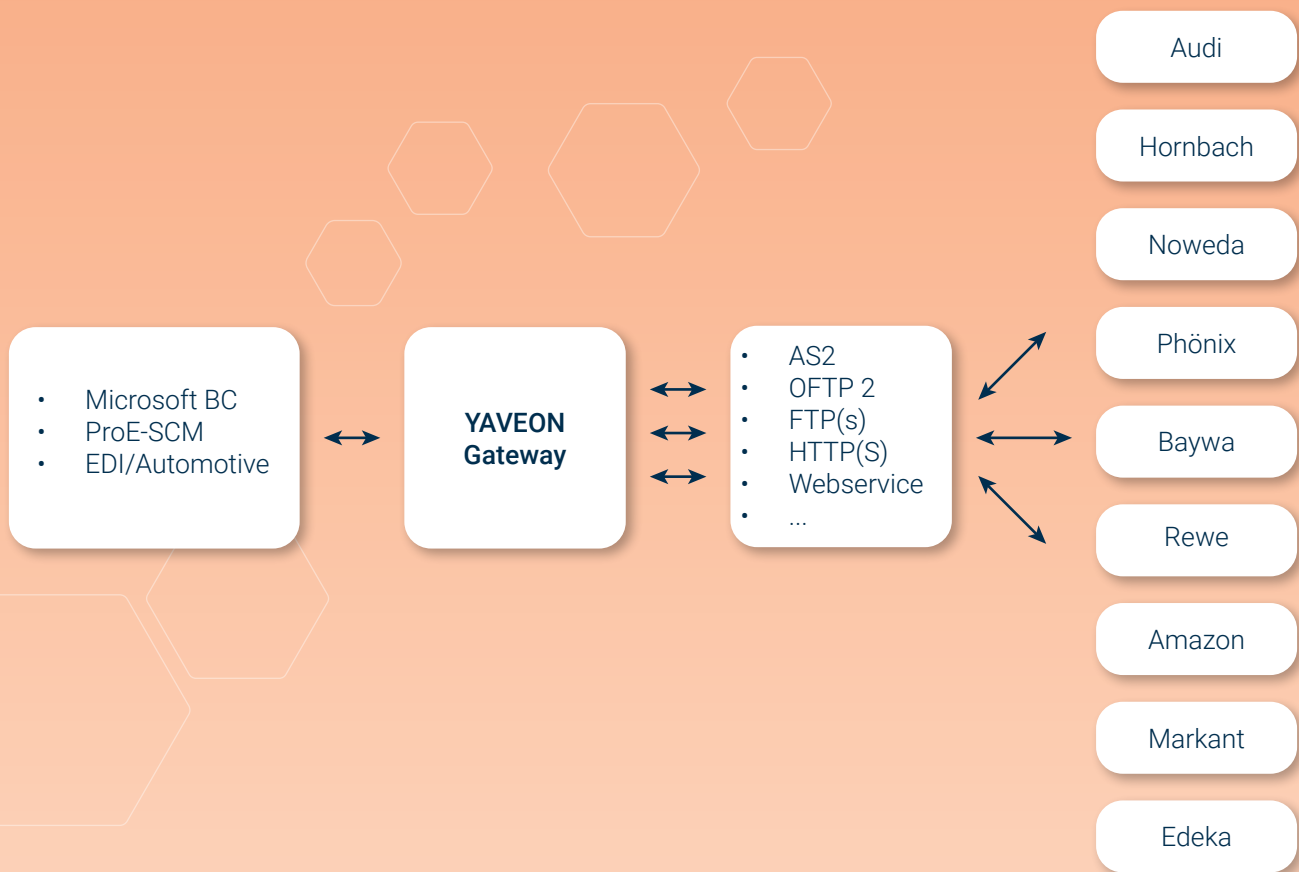 • Microsoft BC
• ProE-SCM
• EDI/Automotive
YAVEON
Gateway
• AS2
• OFTP 2
• FTP(s)
• HTTP(S)
• Webservice
• ...
Audi
Hornbach
Noweda
Phönix
Baywa
Rewe
Amazon
Markant
Edeka